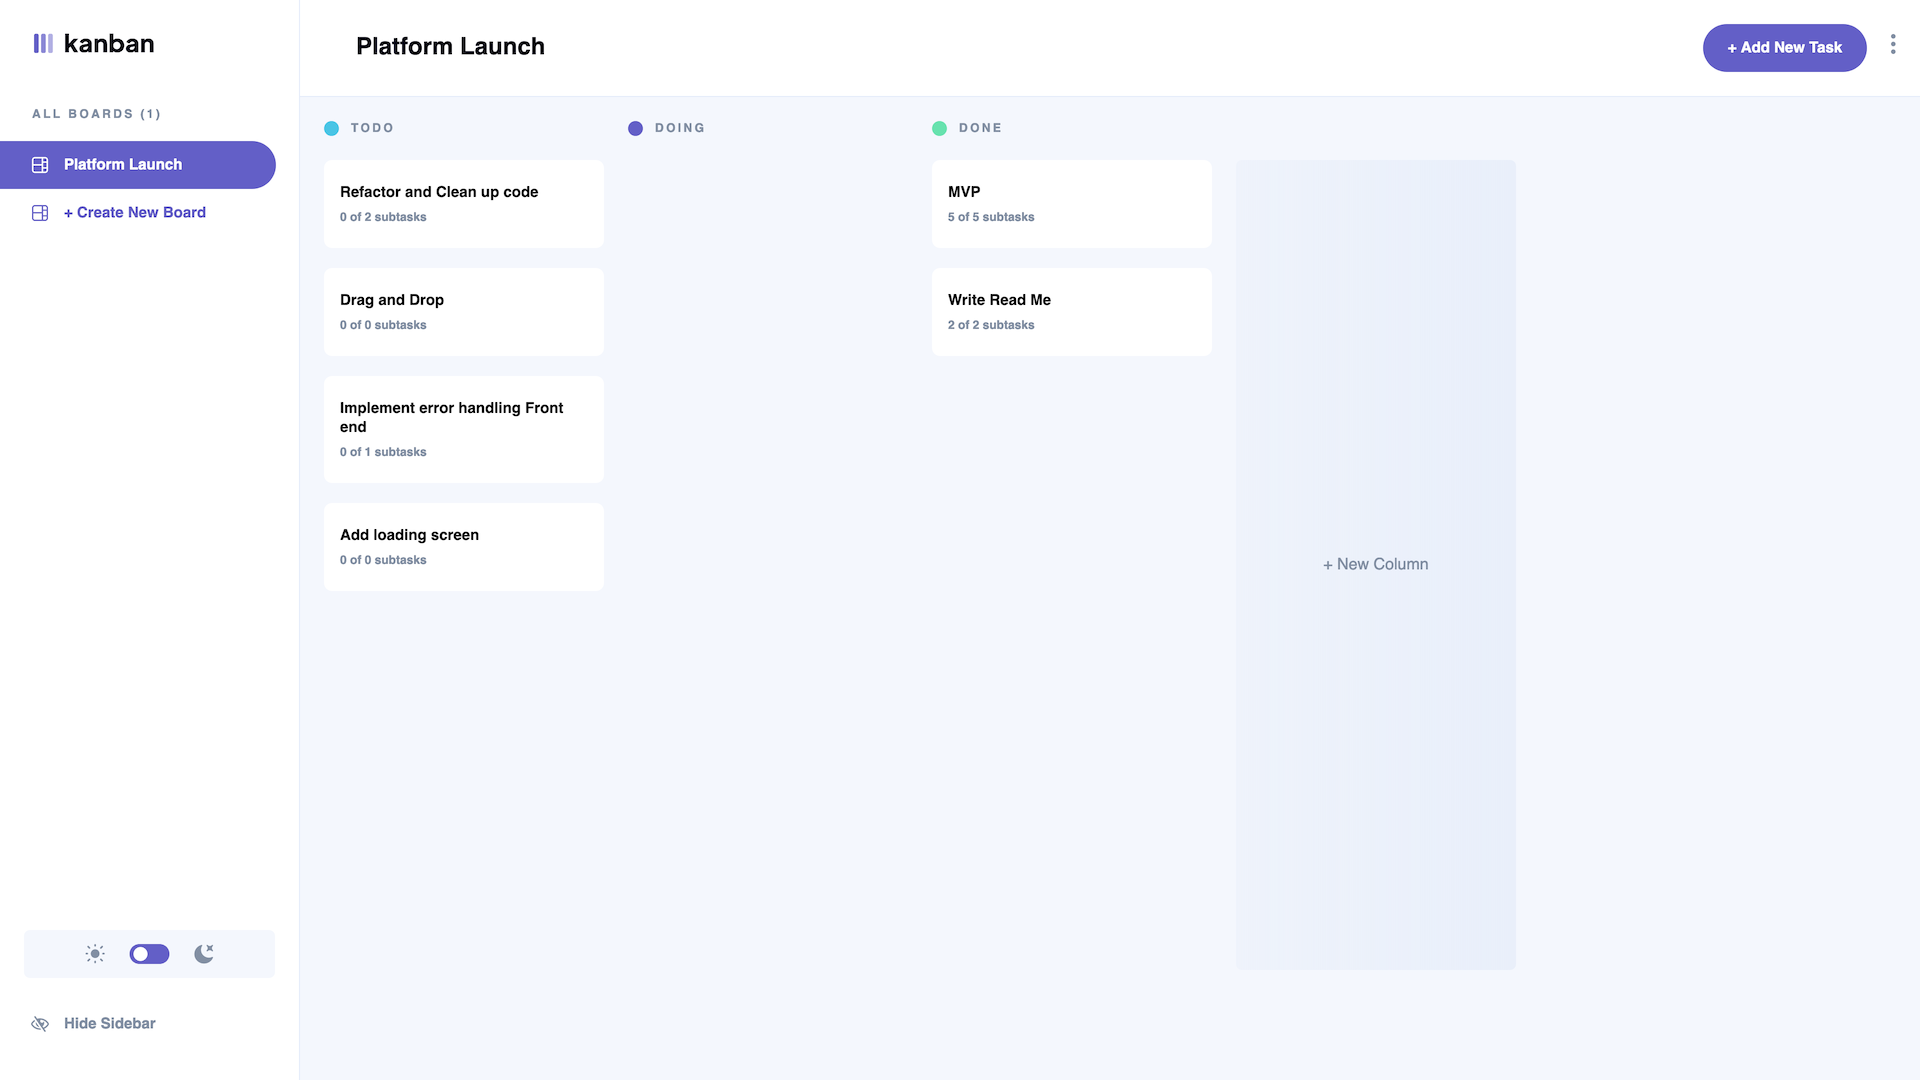 kanban
ALL BOARDS (1)
Platform Launch
+ Create New Board
Hide Sidebar
Platform Launch
+ Add New Task
TODO
Refactor and Clean up code
0 of 2 subtasks
Drag and Drop
0 of 0 subtasks
Implement error handling Front
end
0 of 1 subtasks
Add loading screen
0 of 0 subtasks
DOING
DONE
MVP
5 of 5 subtasks
Write Read Me
2 of 2 subtasks
+ New Column